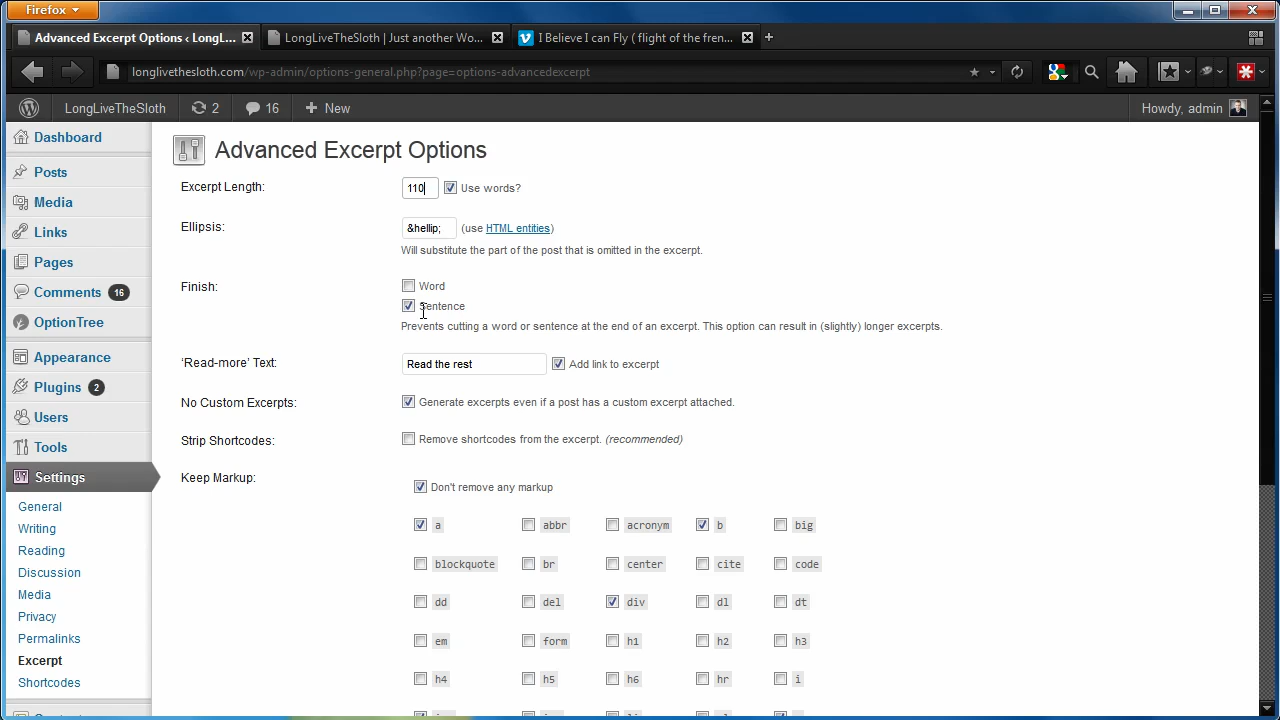 Firefox
Advanced Excerpt Options ‹ LongL...
LongLiveTheSloth | Just another Wo...
I Believe I can Fly ( flight of the fren...
longlivethesloth.com/wp-admin/options-general.php?page=options-advancedexcerpt
LongLiveTheSloth 2 16 + New Howdy, admin
Dashboard
Posts
Media
Links
Pages
Comments 16
OptionTree
Appearance
Plugins 2
Users
Tools
Settings
General
Writing
Reading
Discussion
Media
Privacy
Permalinks
Excerpt
Shortcodes
Advanced Excerpt Options
Excerpt Length: 110 Use words?
Ellipsis: &hellip; (use HTML entities)
Will substitute the part of the post that is omitted in the excerpt.
Finish: Word
Sentence
Prevents cutting a word or sentence at the end of an excerpt. This option can result in (slightly) longer excerpts.
‘Read-more’ Text: Read the rest Add link to excerpt
No Custom Excerpts: Generate excerpts even if a post has a custom excerpt attached.
Strip Shortcodes: Remove shortcodes from the excerpt. (recommended)
Keep Markup: Don't remove any markup
a abbr acronym b big
blockquote br center cite code
dd del div dl dt
em form h1 h2 h3
h4 h5 h6 hr i